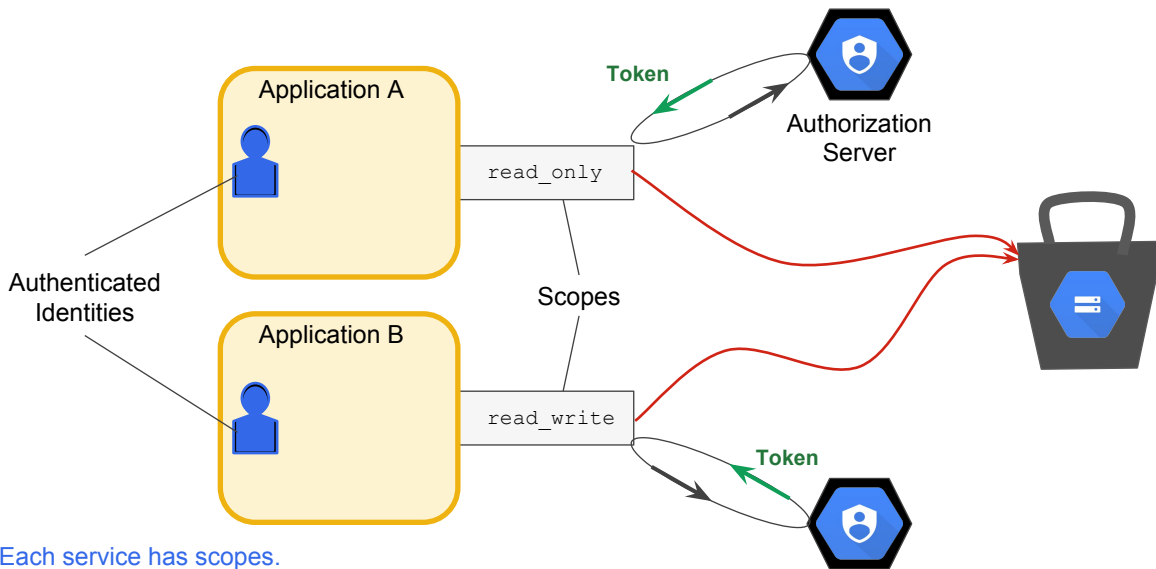 Application A
Token
Authorization
Server
read_only
Authenticated
Identities
Scopes
Application B
read_write
Token
Each service has scopes.